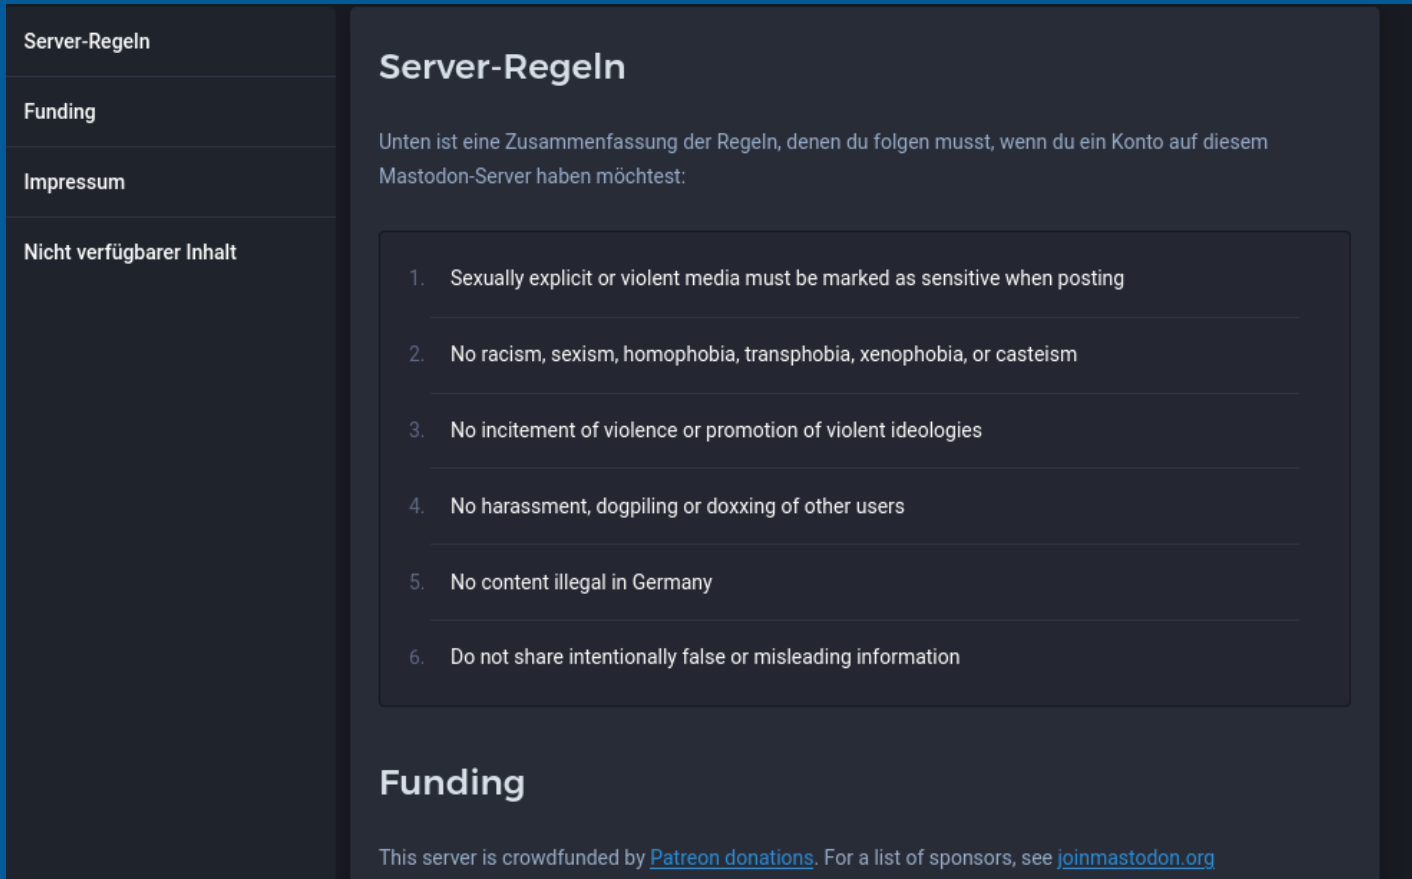 Server-Regeln
Funding
Impressum
Nicht verfügbarer Inhalt
Server-Regeln
Unten ist eine Zusammenfassung der Regeln, denen du folgen musst, wenn du ein Konto auf diesem
Mastodon-Server haben möchtest:
1. Sexually explicit or violent media must be marked as sensitive when posting
2. No racism, sexism, homophobia, transphobia, xenophobia, or casteism
3. No incitement of violence or promotion of violent ideologies
4. No harassment, dogpiling or doxxing of other users
5. No content illegal in Germany
6. Do not share intentionally false or misleading information
Funding
This server is crowdfunded by Patreon donations. For a list of sponsors, see joinmastodon.org